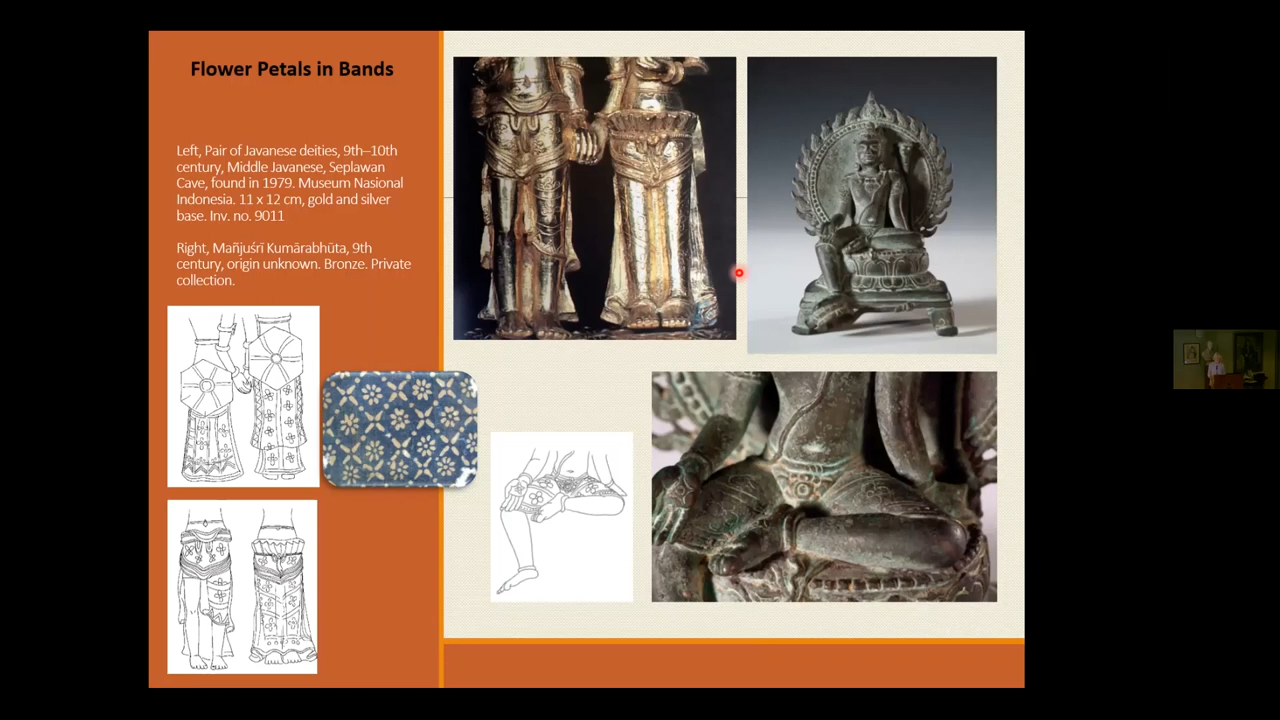 Flower Petals in Bands
Left, Pair of Javanese deities, 9th–10th
century, Middle Javanese, Seplawan
Cave, found in 1979. Museum Nasional
Indonesia. 11 x 12 cm, gold and silver
base. Inv. no. 9011
Right, Mañjuśrī Kumārabhūta, 9th
century, origin unknown. Bronze. Private
collection.